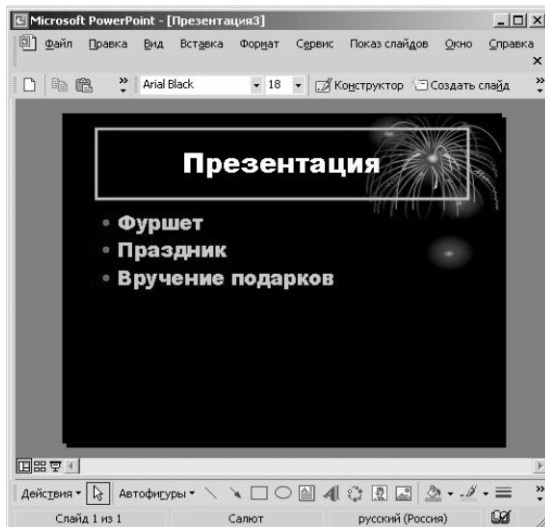 Microsoft PowerPoint - [Презентация3]
Файл Правка Вид Вставка Формат Сервис Показ слайдов Окно Справка
Arial Black 18 Конструктор Создать слайд
Презентация
• Фуршет
• Праздник
• Вручение подарков
Действия Автофигуры
Слайд 1 из 1 Салют русский (Россия)